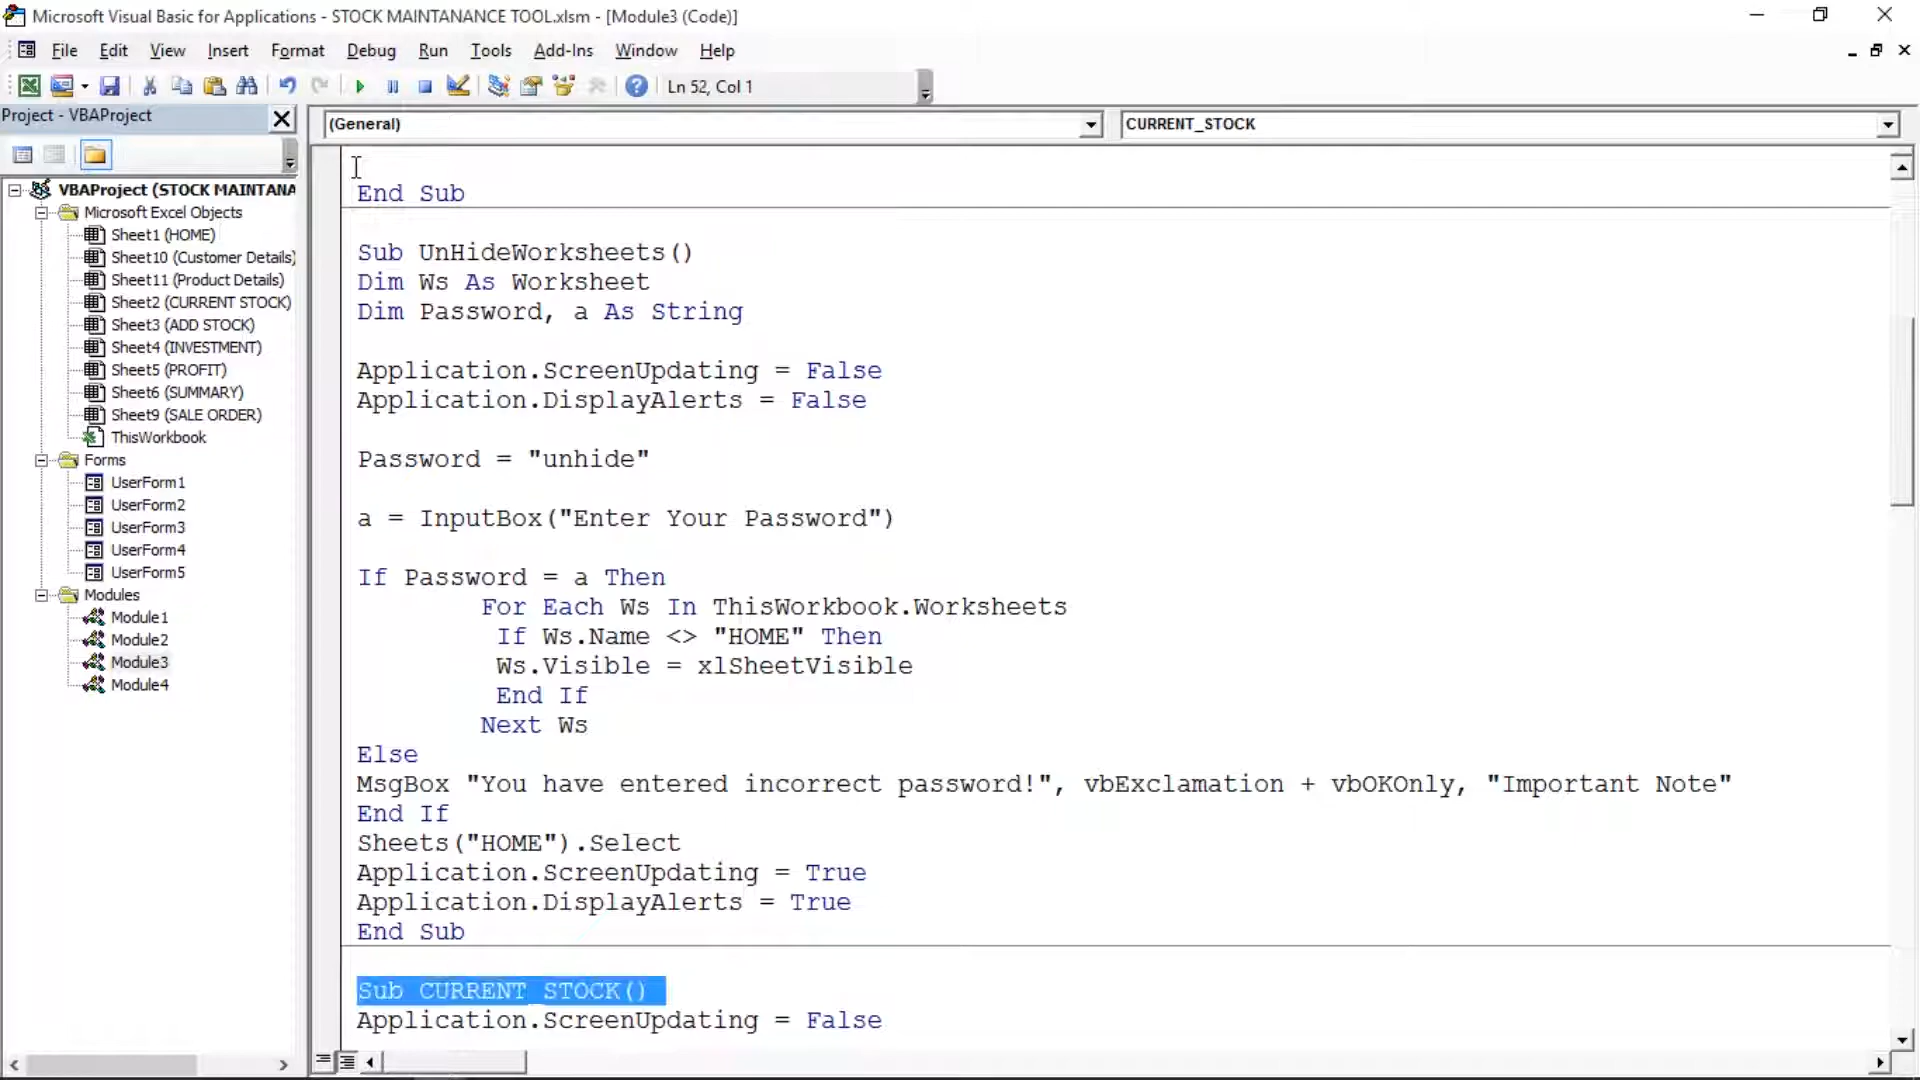 Microsoft Visual Basic for Applications - STOCK MAINTANANCE TOOL.xlsm - [Module3 (Code)]
File Edit View Insert Format Debug Run Tools Add-Ins Window Help
Ln 52, Col 1
Project - VBAProject
(General)
CURRENT_STOCK
VBAProject (STOCK MAINTANA
Microsoft Excel Objects
Sheet1 (HOME)
Sheet10 (Customer Details)
Sheet11 (Product Details)
Sheet2 (CURRENT STOCK)
Sheet3 (ADD STOCK)
Sheet4 (INVESTMENT)
Sheet5 (PROFIT)
Sheet6 (SUMMARY)
Sheet9 (SALE ORDER)
ThisWorkbook
Forms
UserForm1
UserForm2
UserForm3
UserForm4
UserForm5
Modules
Module1
Module2
Module3
Module4
End Sub
Sub UnHideWorksheets()
Dim Ws As Worksheet
Dim Password, a As String
Application.ScreenUpdating = False
Application.DisplayAlerts = False
Password = "unhide"
a = InputBox("Enter Your Password")
If Password = a Then
For Each Ws In ThisWorkbook.Worksheets
If Ws.Name <> "HOME" Then
Ws.Visible = xlSheetVisible
End If
Next Ws
Else
MsgBox "You have entered incorrect password!", vbExclamation + vbOKOnly, "Important Note"
End If
Sheets("HOME").Select
Application.ScreenUpdating = True
Application.DisplayAlerts = True
End Sub
Sub CURRENT_STOCK()
Application.ScreenUpdating = False